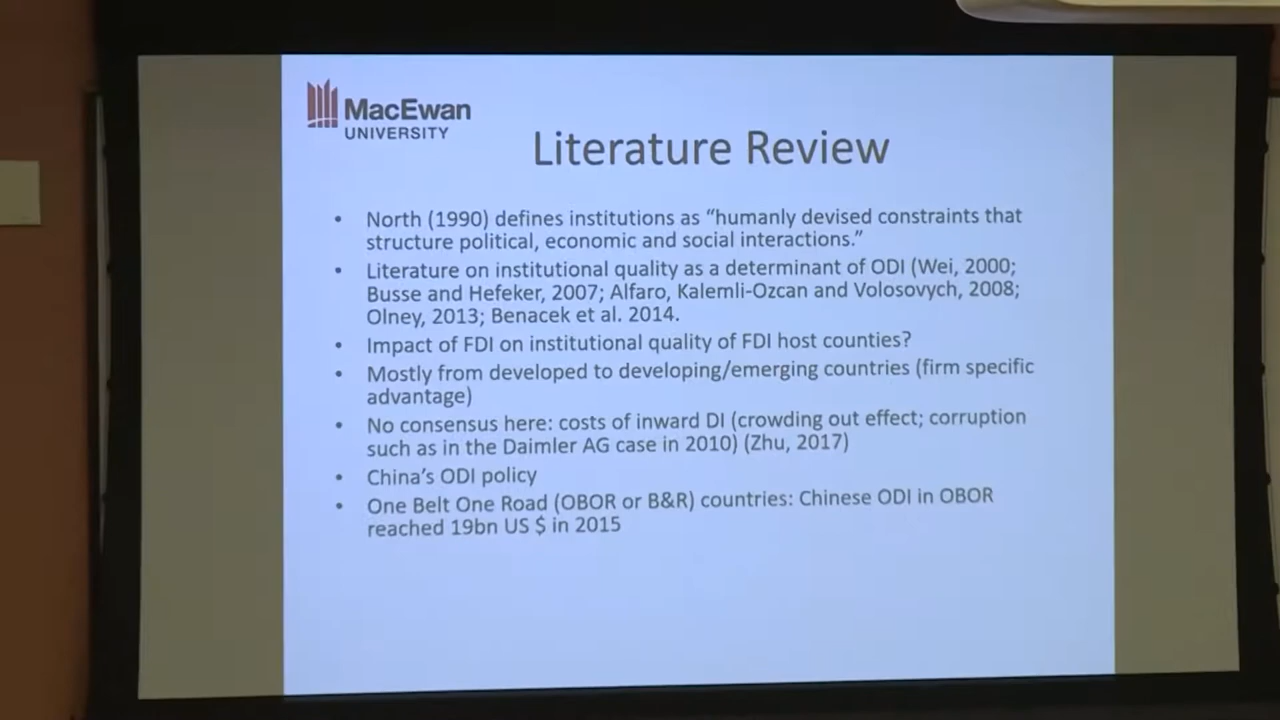 MacEwan
UNIVERSITY
Literature Review
• North (1990) defines institutions as “humanly devised constraints that
structure political, economic and social interactions.”
• Literature on institutional quality as a determinant of ODI (Wei, 2000;
Busse and Hefeker, 2007; Alfaro, Kalemli-Ozcan and Volosovych, 2008;
Olney, 2013; Benacek et al. 2014.
• Impact of FDI on institutional quality of FDI host counties?
• Mostly from developed to developing/emerging countries (firm specific
advantage)
• No consensus here: costs of inward DI (crowding out effect; corruption
such as in the Daimler AG case in 2010) (Zhu, 2017)
• China’s ODI policy
• One Belt One Road (OBOR or B&R) countries: Chinese ODI in OBOR
reached 19bn US $ in 2015